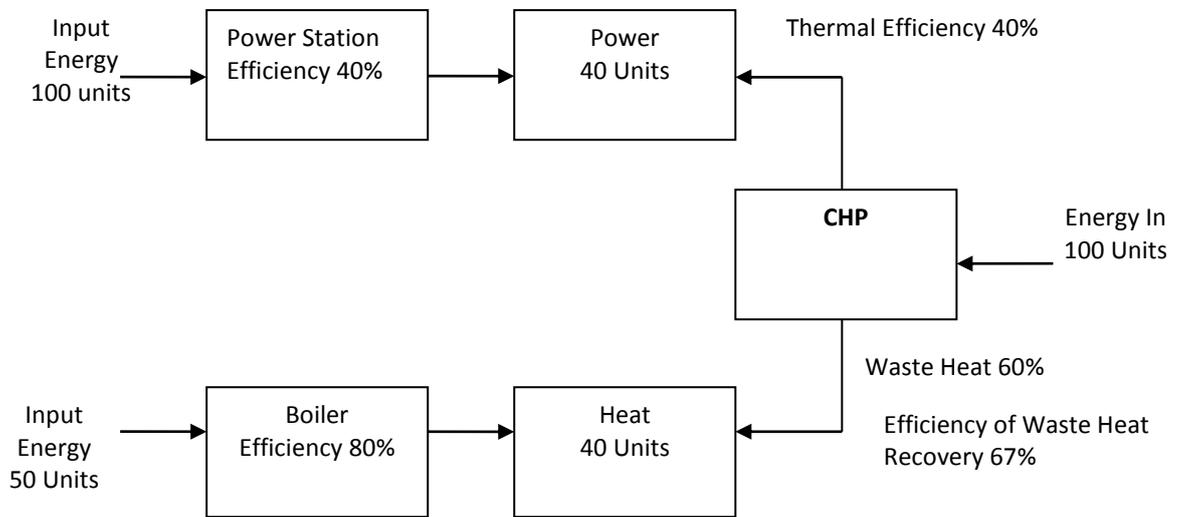 Input
Energy
100 units
Power Station
Efficiency 40%
Power
40 Units
Thermal Efficiency 40%
CHP
Energy In
100 Units
Waste Heat 60%
Efficiency of Waste Heat
Recovery 67%
Input
Energy
50 Units
Boiler
Efficiency 80%
Heat
40 Units